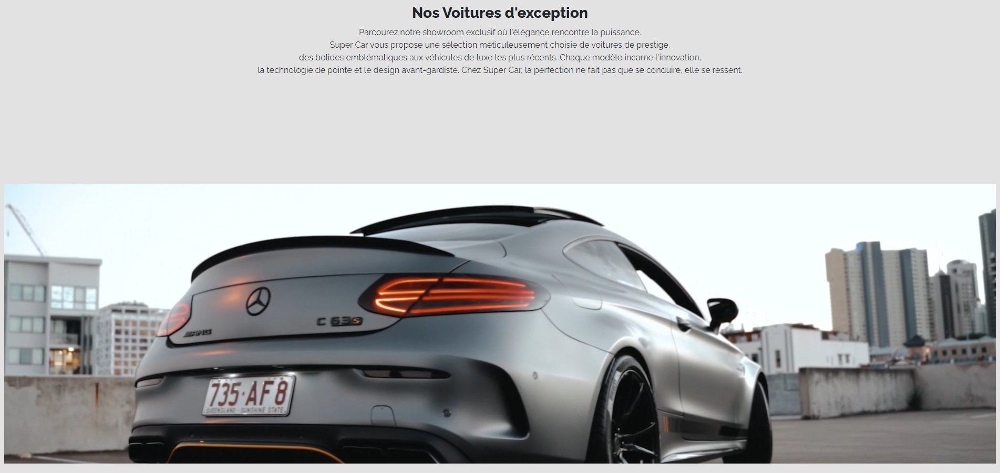 Nos Voitures d'exception
Parcourez notre showroom exclusif où l'élégance rencontre la puissance.
Super Car vous propose une sélection méticuleusement choisie de voitures de prestige,
des bolides emblématiques aux véhicules de luxe les plus récents. Chaque modèle incarne l'innovation,
la technologie de pointe et le design avant-gardiste. Chez Super Car, la perfection ne fait pas que se conduire, elle se ressent.
C 63S
AMG
735·AF8
QUEENSLAND - SUNSHINE STATE